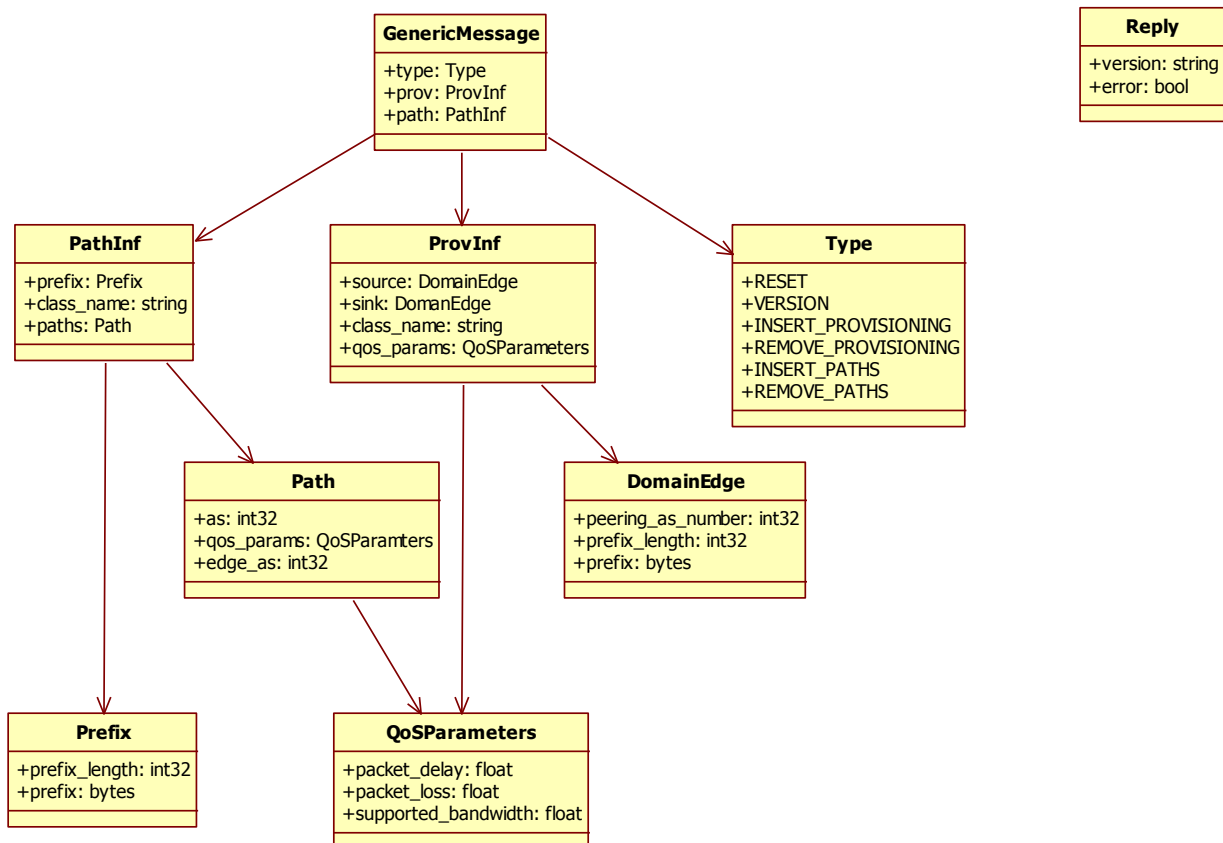 GenericMessage
+type: Type
+prov: ProvInf
+path: PathInf
Reply
+version: string
+error: bool
PathInf
+prefix: Prefix
+class_name: string
+paths: Path
ProvInf
+source: DomainEdge
+sink: DomanEdge
+class_name: string
+qos_params: QoSParameters
Type
+RESET
+VERSION
+INSERT_PROVISIONING
+REMOVE_PROVISIONING
+INSERT_PATHS
+REMOVE_PATHS
Path
+as: int32
+qos_params: QoSParamters
+edge_as: int32
DomainEdge
+peering_as_number: int32
+prefix_length: int32
+prefix: bytes
Prefix
+prefix_length: int32
+prefix: bytes
QoSParameters
+packet_delay: float
+packet_loss: float
+supported_bandwidth: float